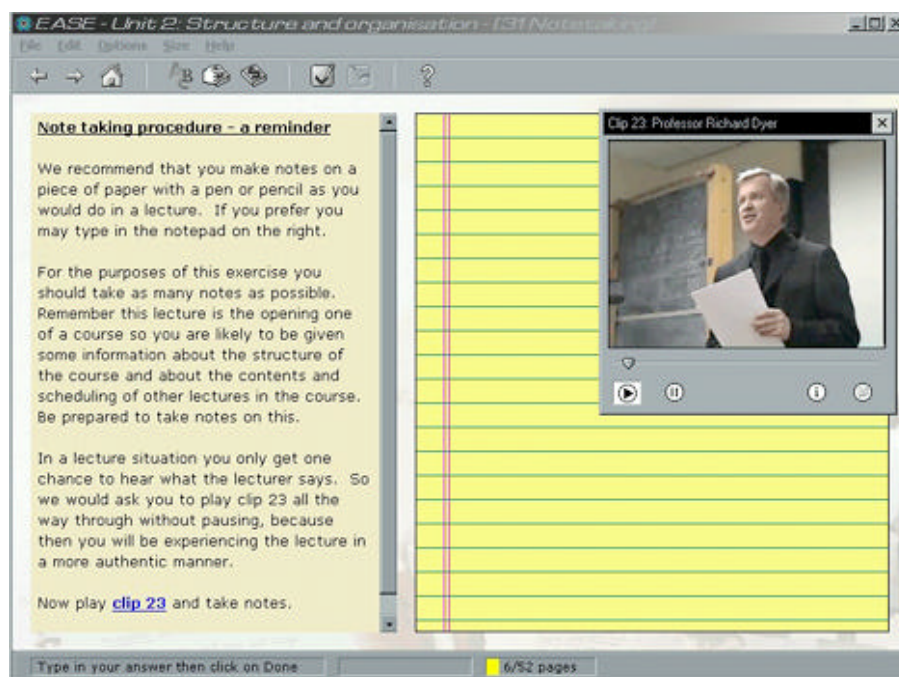 EASE - Unit 2: Structure and organisation - [31 Notetaking]
File Edit Options Size Help
Note taking procedure – a reminder
We recommend that you make notes on a
piece of paper with a pen or pencil as you
would do in a lecture. If you prefer you
may type in the notepad on the right.
For the purposes of this exercise you
should take as many notes as possible.
Remember this lecture is the opening one
of a course so you are likely to be given
some information about the structure of
the course and about the contents and
scheduling of other lectures in the course.
Be prepared to take notes on this.
In a lecture situation you only get one
chance to hear what the lecturer says. So
we would ask you to play clip 23 all the
way through without pausing, because
then you will be experiencing the lecture in
a more authentic manner.
Now play clip 23 and take notes.
Clip 23: Professor Richard Dyer
Type in your answer then click on Done
6/52 pages